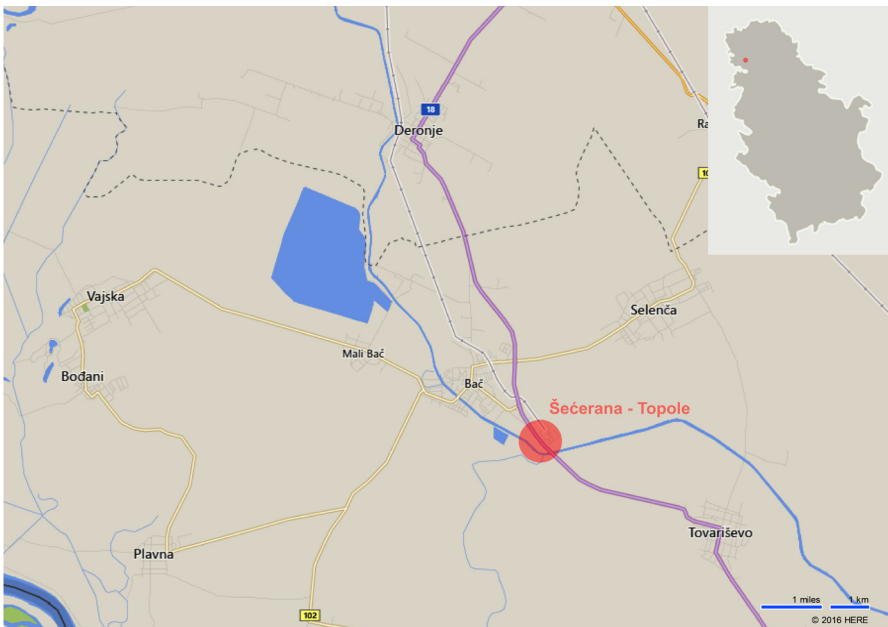 18
Deronje
Ra
10
Vajska
Selenča
Mali Bač
Bođani
Bač
Šećerana - Topole
Tovariševo
Plavna
102
1 miles
1 km
© 2016 HERE